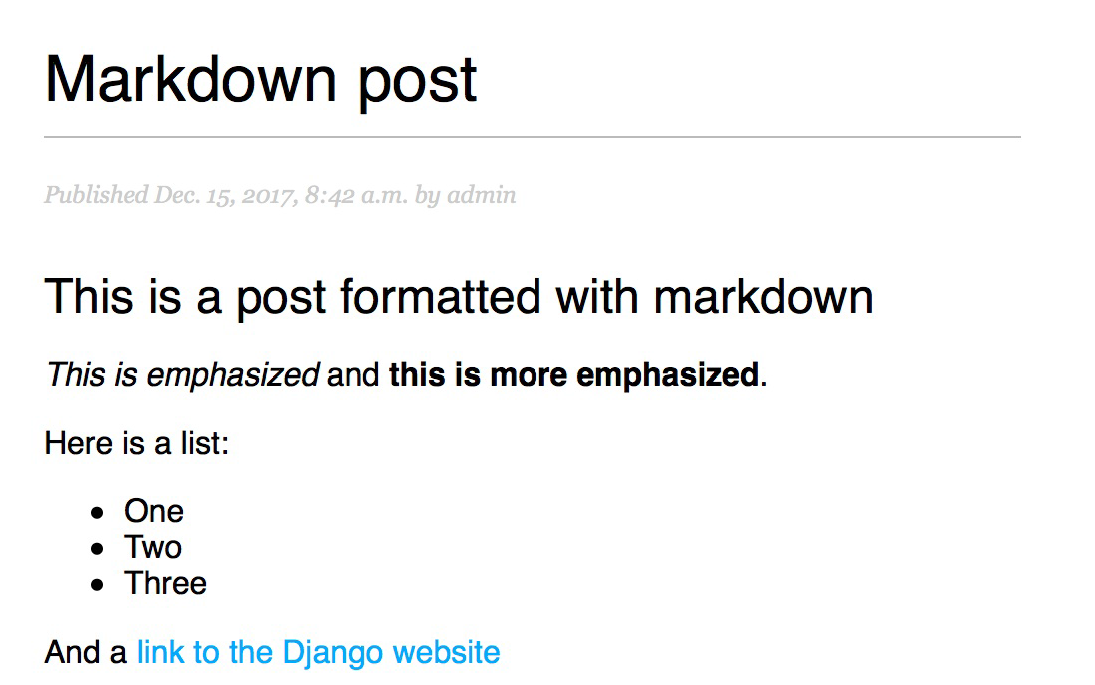 Markdown post
Published Dec. 15, 2017, 8:42 a.m. by admin
This is a post formatted with markdown
This is emphasized and this is more emphasized.
Here is a list:
• One
• Two
• Three
And a link to the Django website